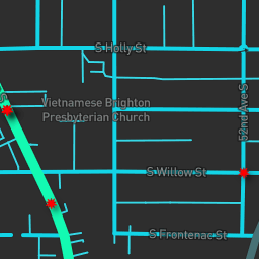 S Holly St
Vietnamese Brighton
Presbyterian Church
52nd Ave S
S Willow St
S Frontenac St